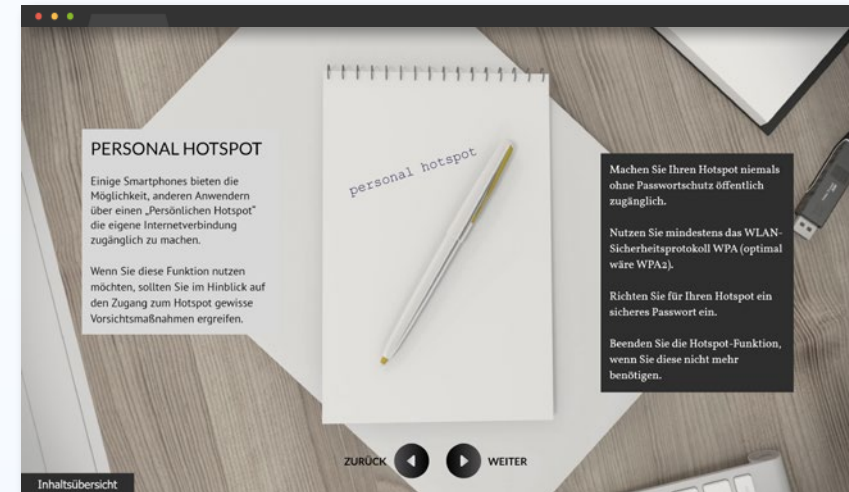 PERSONAL HOTSPOT
Einige Smartphones bieten die
Möglichkeit, anderen Anwendern
über einen „Persönlichen Hotspot“
die eigene Internetverbindung
zugänglich zu machen.
Wenn Sie diese Funktion nutzen
möchten, sollten Sie im Hinblick auf
den Zugang zum Hotspot gewisse
Vorsichtsmaßnahmen ergreifen.
personal hotspot
Machen Sie Ihren Hotspot niemals
ohne Passwortschutz öffentlich
zugänglich.
Nutzen Sie mindestens das WLAN-
Sicherheitsprotokoll WPA (optimal
wäre WPA2).
Richten Sie für Ihren Hotspot ein
sicheres Passwort ein.
Beenden Sie die Hotspot-Funktion,
wenn Sie diese nicht mehr
benötigen.
ZURÜCK WEITER
Inhaltsübersicht